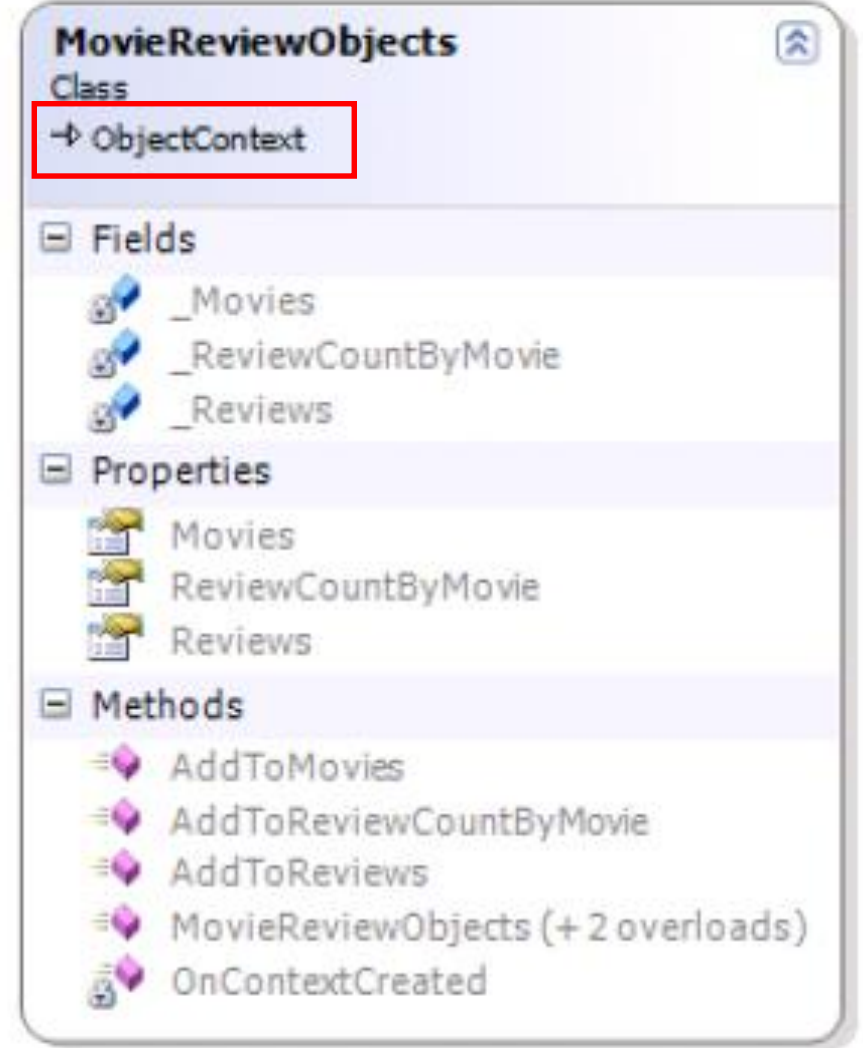 MovieReviewObjects
Class
ObjectContext
Fields
_Movies
_ReviewCountByMovie
_Reviews
Properties
Movies
ReviewCountByMovie
Reviews
Methods
AddToMovies
AddToReviewCountByMovie
AddToReviews
MovieReviewObjects (+ 2 overloads)
OnContextCreated